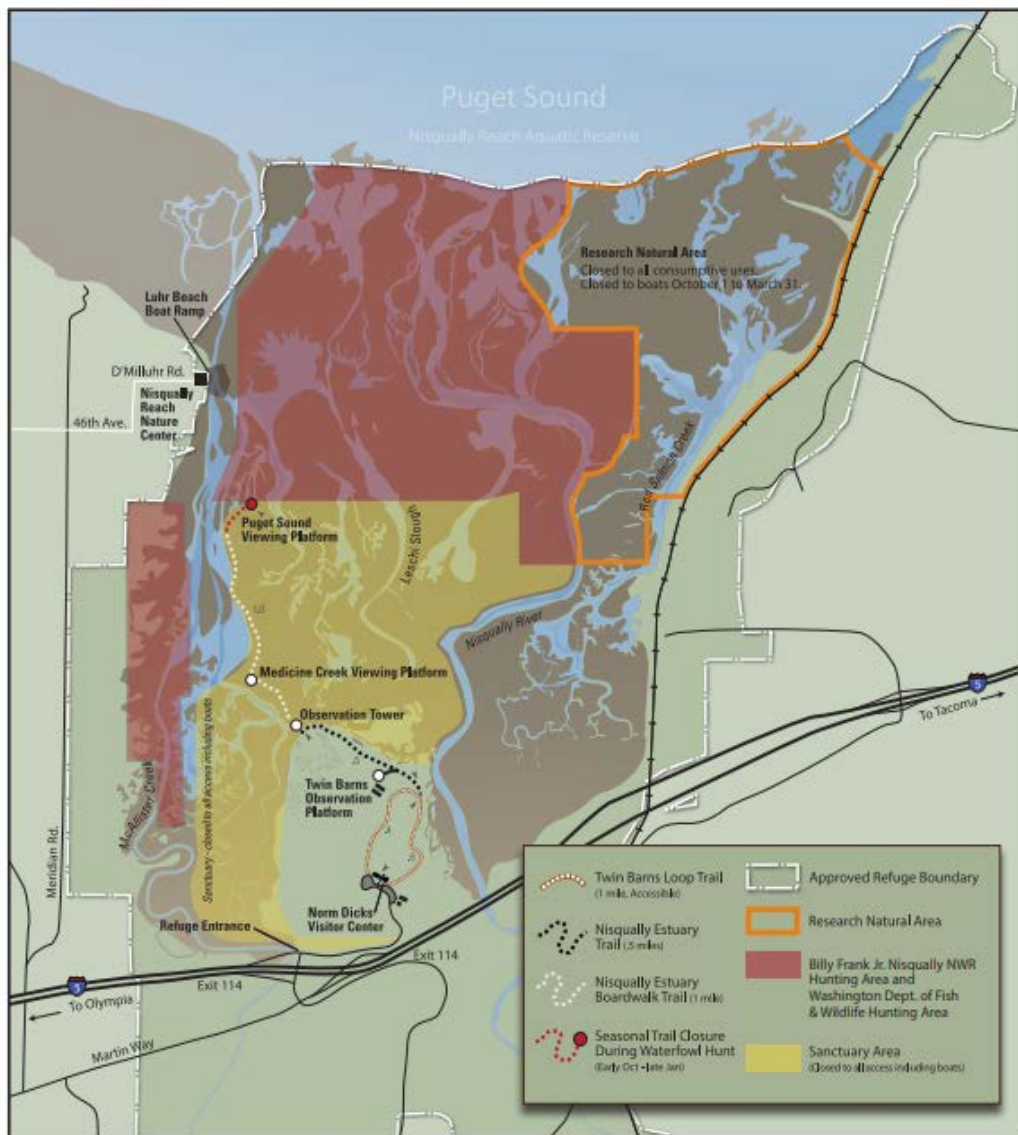 Puget Sound
Nisqually Reach Aquatic Reserve
Research Natural Area
Closed to all consumptive uses.
Closed to boats October 1 to March 31.
Luhr Beach
Boat Ramp
D'Milluhr Rd.
Nisqually
Reach
Nature
Center
46th Ave.
Red Salmon Creek
Puget Sound
Viewing Platform
Leschi Slough
Nisqually River
Medicine Creek Viewing Platform
Observation Tower
5
To Tacoma
Twin Barns
Observation
Platform
McAllister Creek
Meridian Rd.
Sanctuary - closed to all access including boats
Norm Dicks
Visitor Center
Refuge Entrance
Exit 114
Exit 114
5
To Olympia
Martin Way
Twin Barns Loop Trail
(1 mile, Accessible)
Nisqually Estuary
Trail (.5 miles)
Nisqually Estuary
Boardwalk Trail (1 mile)
Seasonal Trail Closure
During Waterfowl Hunt
(Early Oct - late Jan)
Approved Refuge Boundary
Research Natural Area
Billy Frank Jr. Nisqually NWR
Hunting Area and
Washington Dept. of Fish
& Wildlife Hunting Area
Sanctuary Area
(Closed to all access including boats)